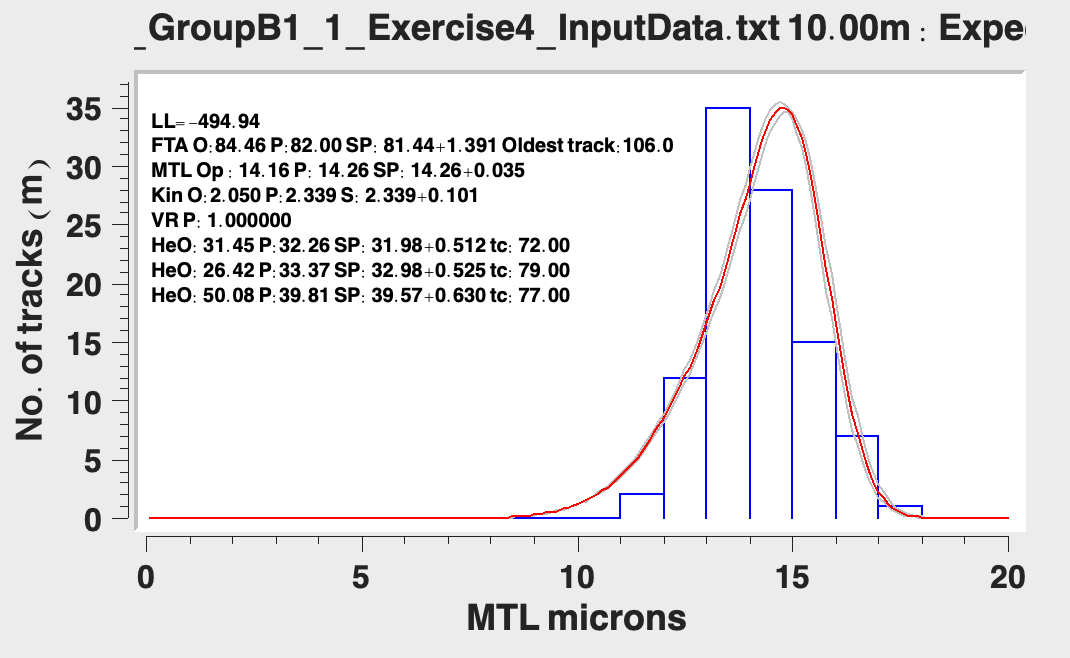 _GroupB1_1_Exercise4_InputData.txt 10.00m : Expe
LL=-494.94
FTA O:84.46 P:82.00 SP: 81.44+1.391 Oldest track:106.0
MTL Op : 14.16 P: 14.26 SP: 14.26+0.035
Kin O:2.050 P:2.339 S: 2.339+0.101
VR P: 1.000000
HeO: 31.45 P:32.26 SP: 31.98+0.512 tc: 72.00
HeO: 26.42 P:33.37 SP: 32.98+0.525 tc: 79.00
HeO: 50.08 P:39.81 SP: 39.57+0.630 tc: 77.00
No. of tracks (m)
35
30
25
20
15
10
5
0
0 5 10 15 20
MTL microns